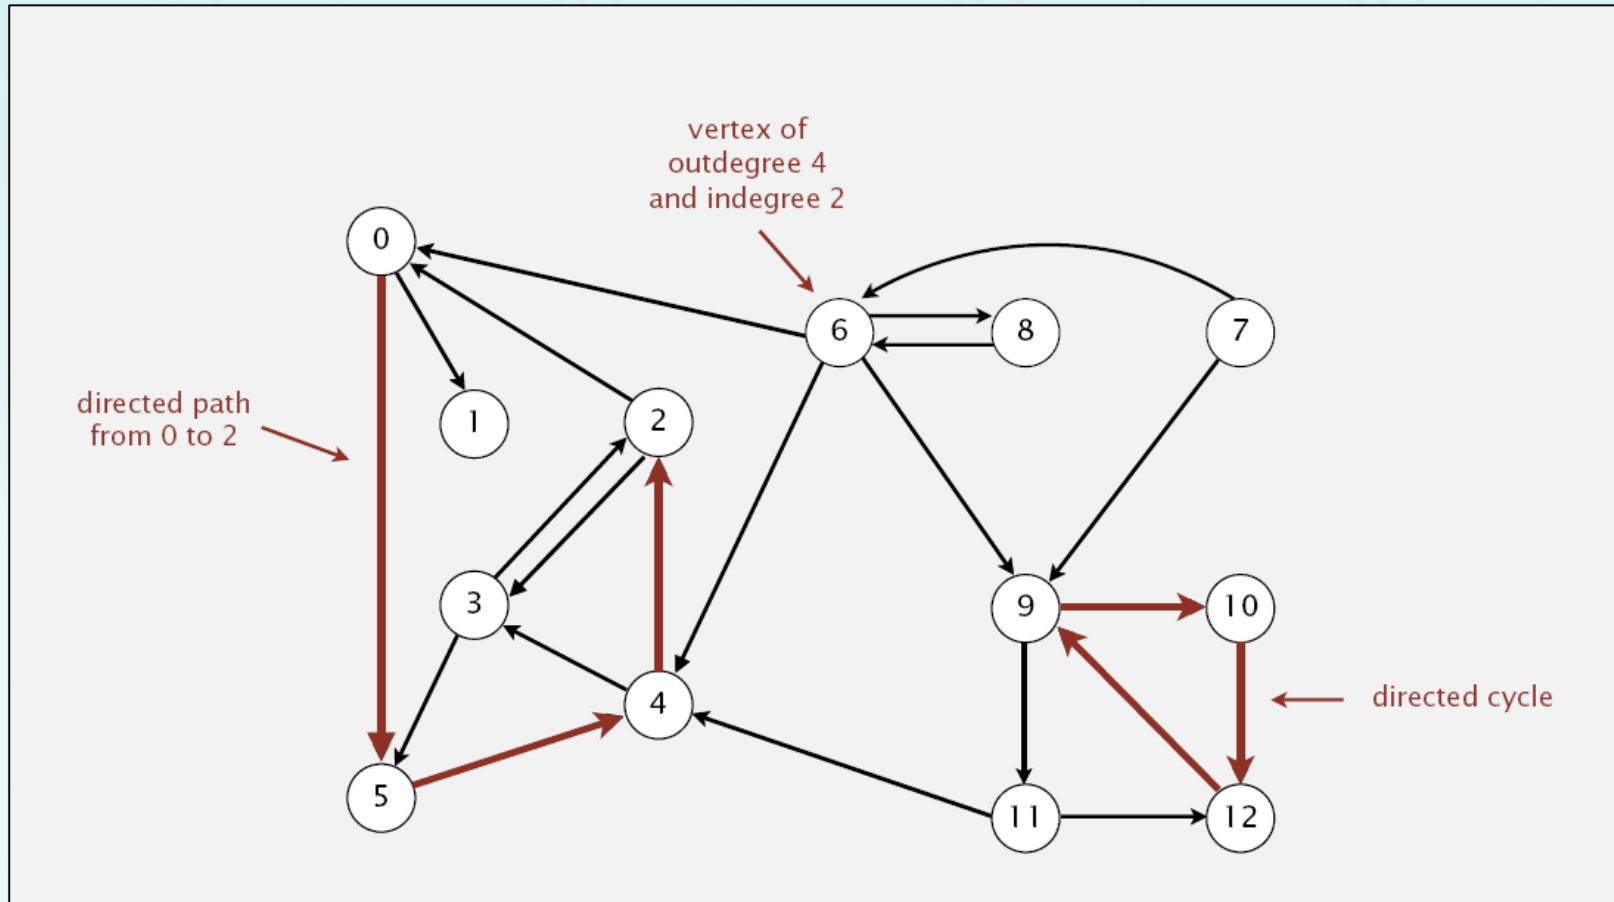 vertex of
outdegree 4
and indegree 2
0
6
8
7
directed path
from 0 to 2
1
2
3
9
10
4
directed cycle
5
11
12